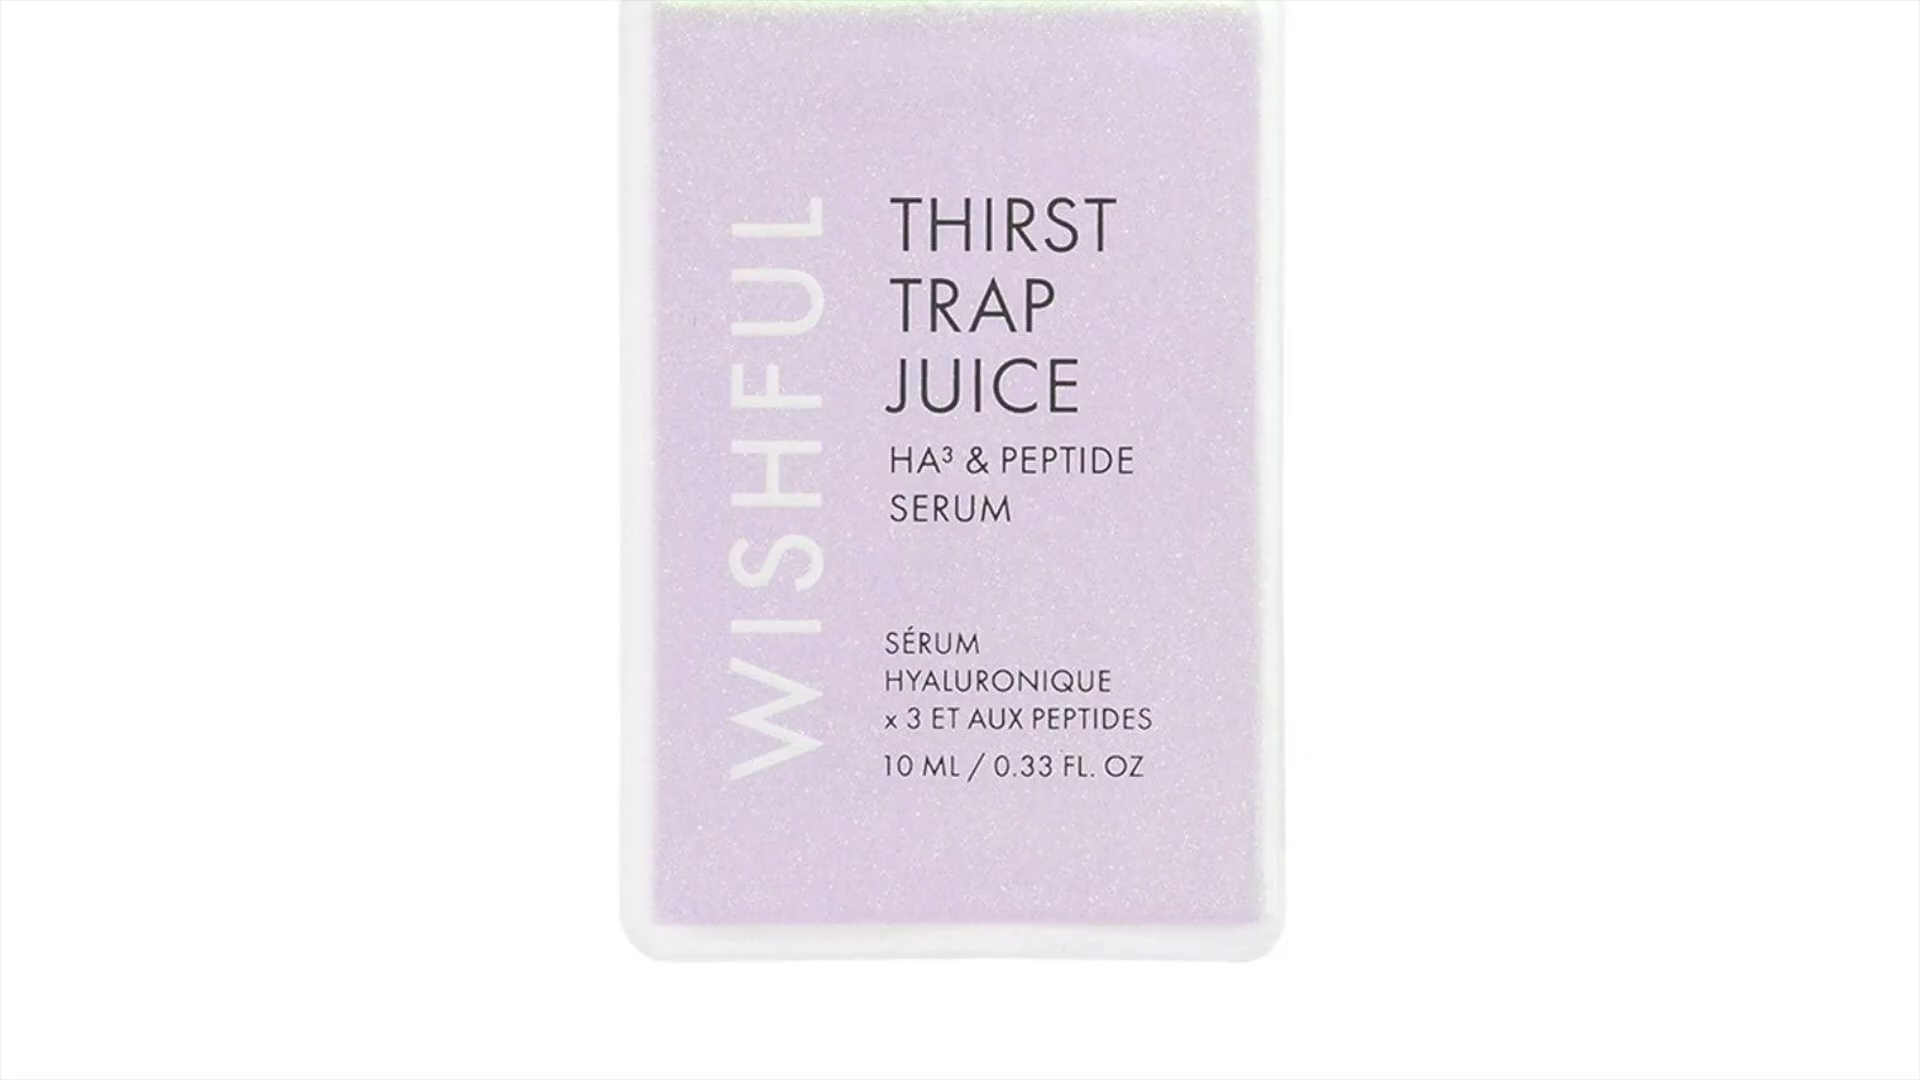 WISHFUL
THIRST
TRAP
JUICE
HA³ & PEPTIDE
SERUM
SÉRUM
HYALURONIQUE
x 3 ET AUX PEPTIDES
10 ML / 0.33 FL. OZ